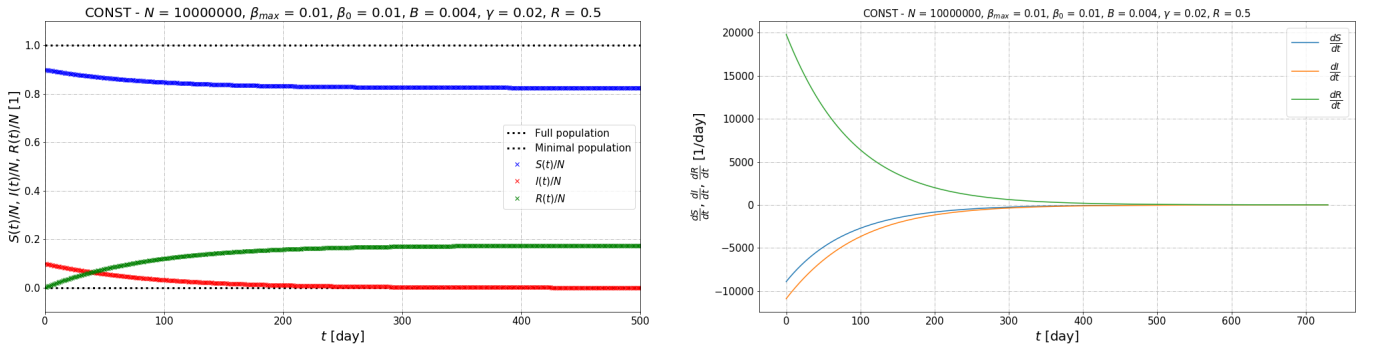 CONST - N = 10000000, βmax = 0.01, β0 = 0.01, B = 0.004, γ = 0.02, R = 0.5
S(t)/N, I(t)/N, R(t)/N [1]
1.0
0.8
0.6
0.4
0.2
0.0
Full population
Minimal population
S(t)/N
I(t)/N
R(t)/N
0 100 200 300 400 500
t [day]
CONST - N = 10000000, βmax = 0.01, β0 = 0.01, B = 0.004, γ = 0.02, R = 0.5
dS/dt, dI/dt, dR/dt [1/day]
20000
15000
10000
5000
0
−5000
−10000
dS/dt
dI/dt
dR/dt
0 100 200 300 400 500 600 700
t [day]